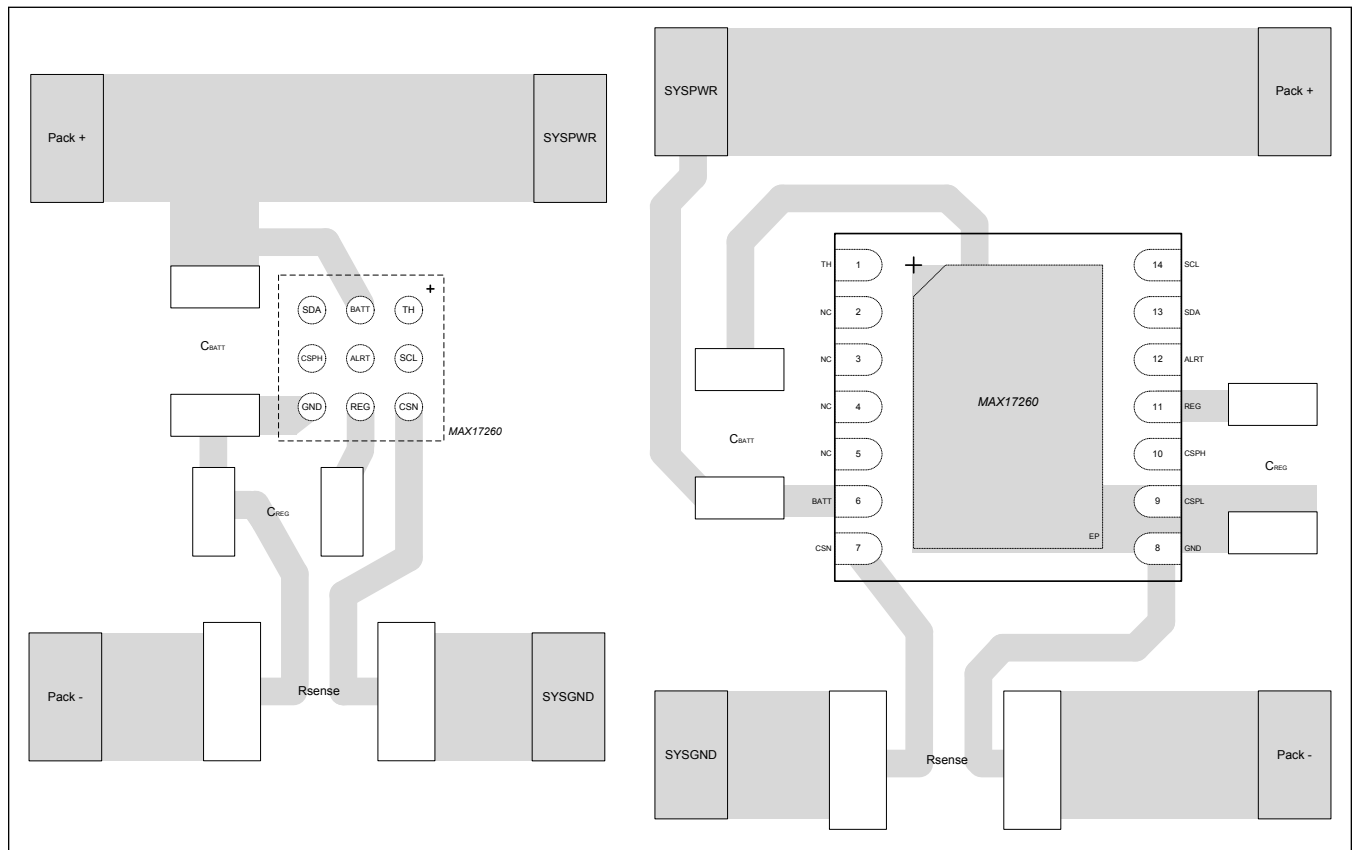 Pack +
SYSPWR
SDA
BATT
TH
+
CSPH
ALRT
SCL
GND
REG
CSN
CBATT
MAX17260
CREG
Pack -
Rsense
SYSGND
SYSPWR
Pack +
TH 1
NC 2
NC 3
NC 4
NC 5
BATT 6
CSN 7
+
MAX17260
EP
14 SCL
13 SDA
12 ALRT
11 REG
10 CSPH
9 CSPL
8 GND
CBATT
CREG
SYSGND
Rsense
Pack -